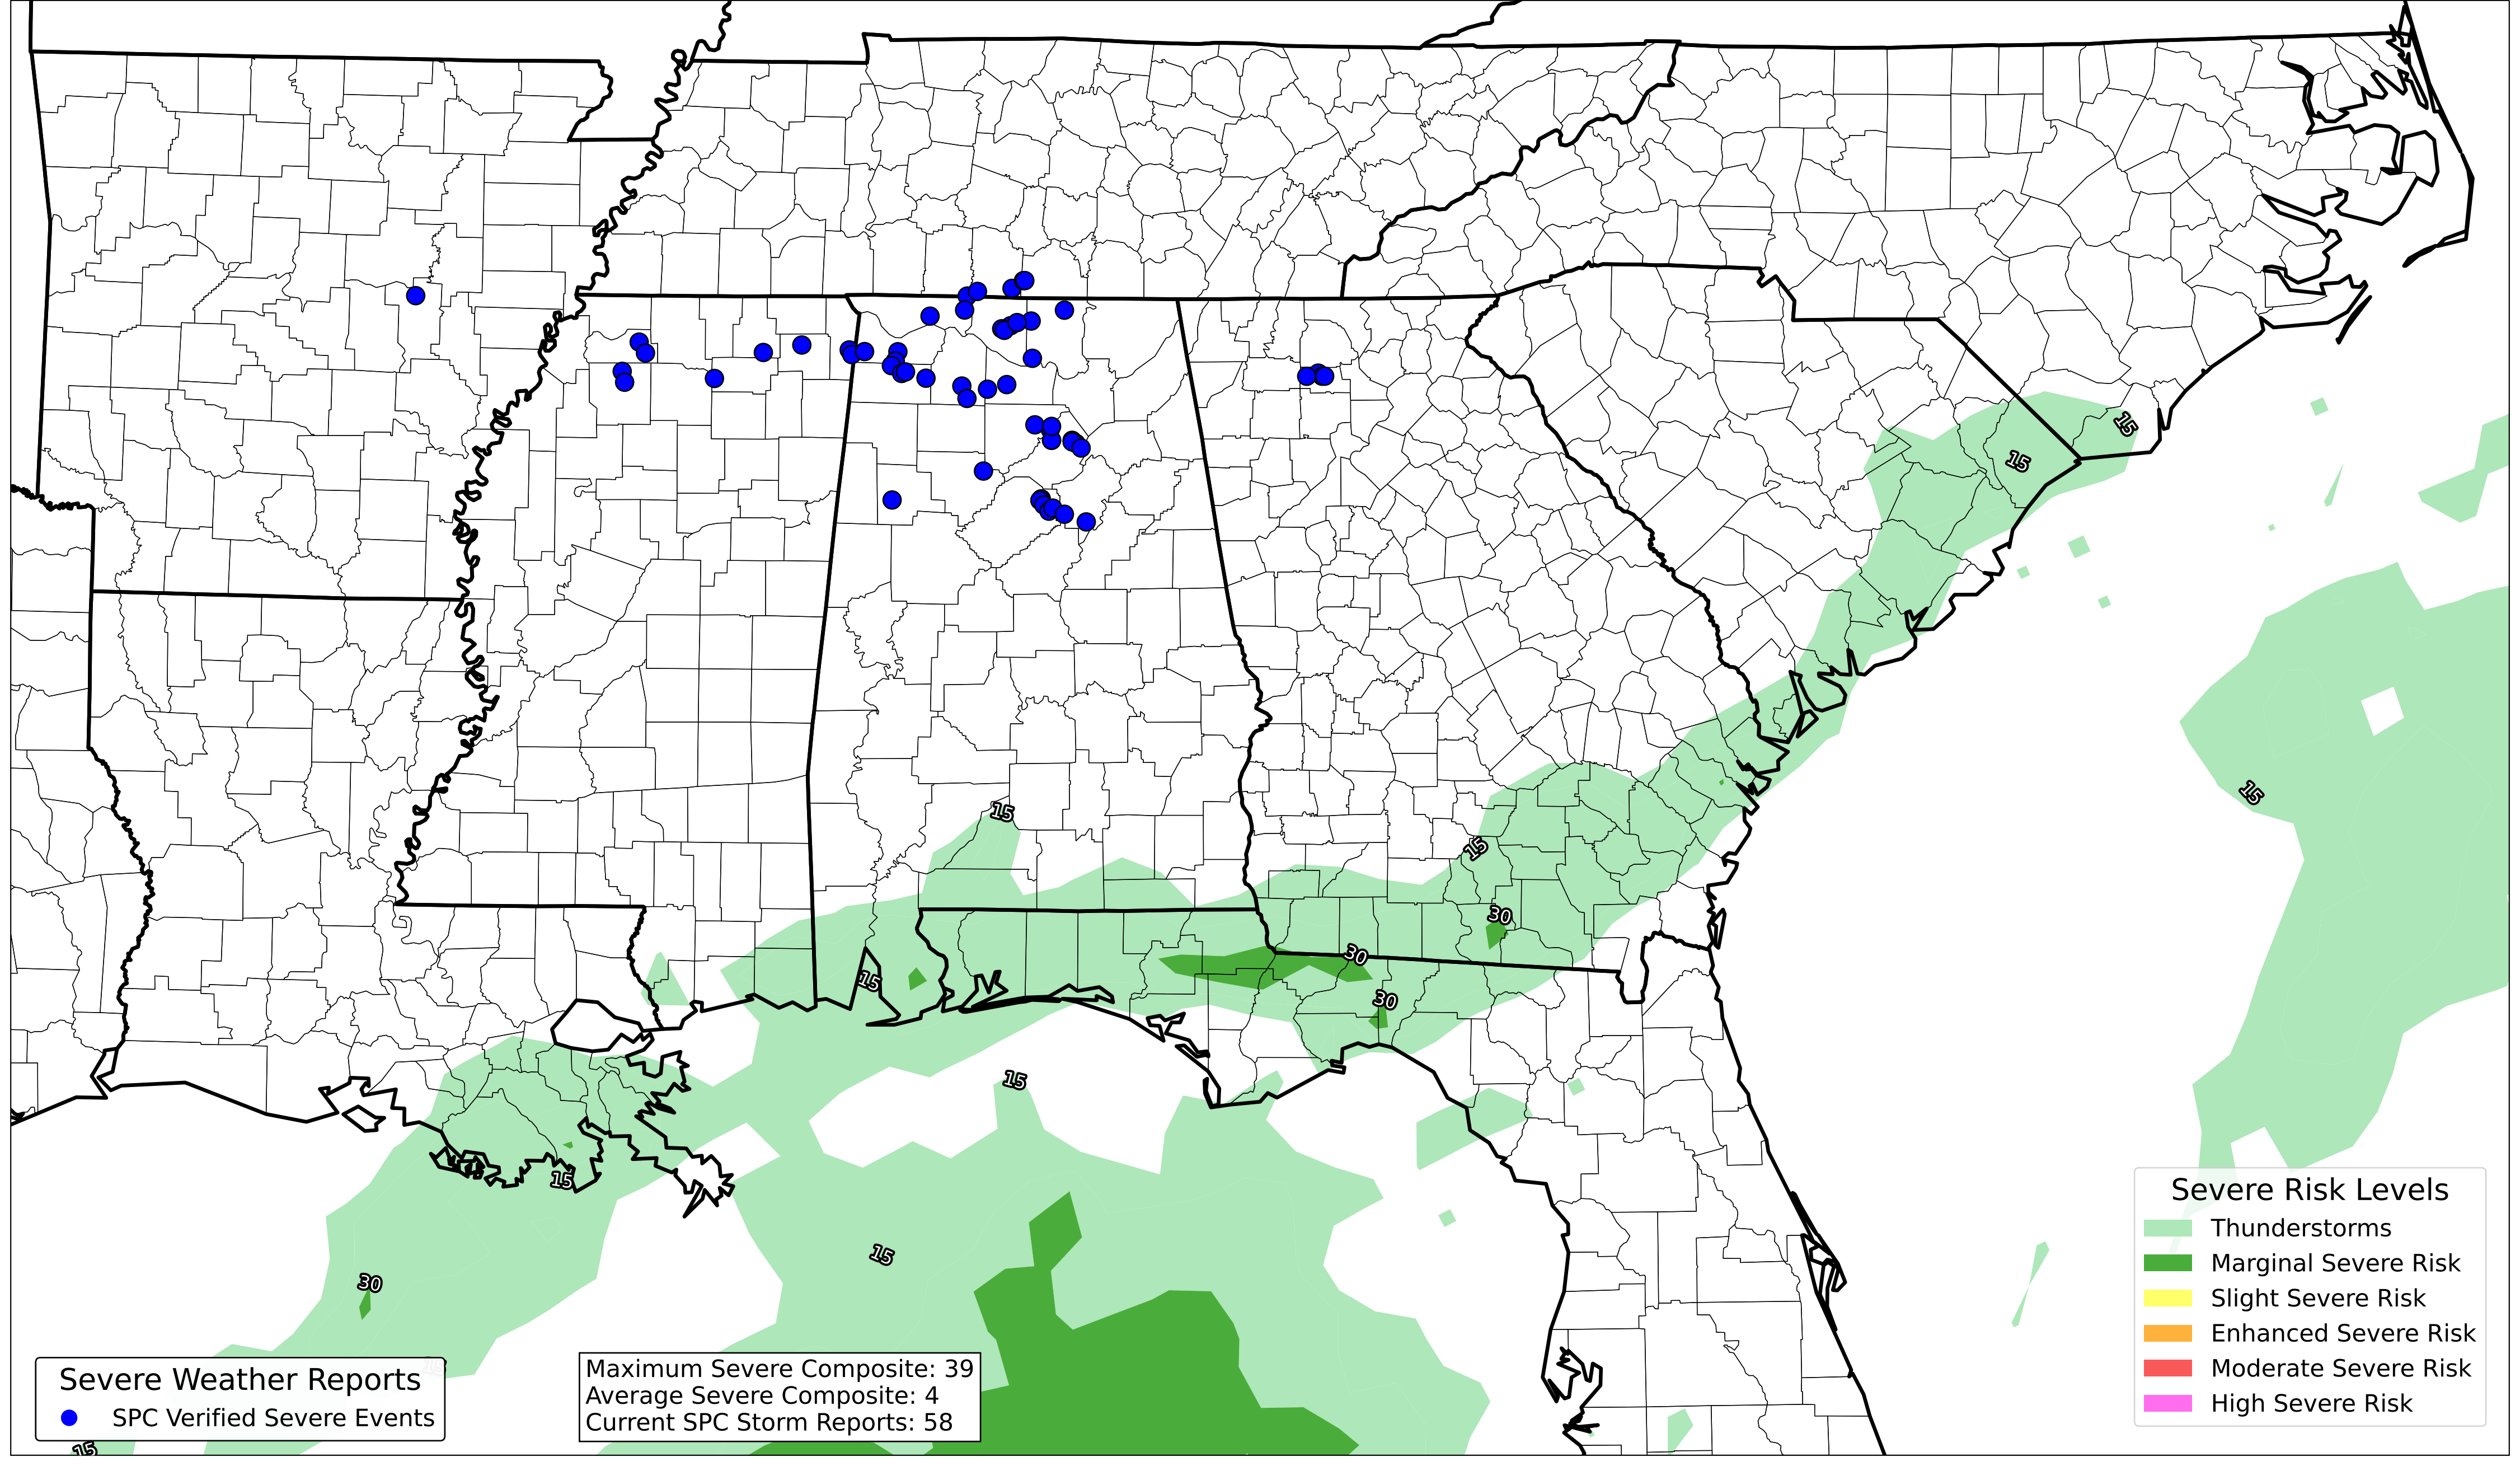 15
15
15
15
15
30
30
15
30
15
15
15
30
15
15
Severe Weather Reports
SPC Verified Severe Events
Maximum Severe Composite: 39
Average Severe Composite: 4
Current SPC Storm Reports: 58
Severe Risk Levels
Thunderstorms
Marginal Severe Risk
Slight Severe Risk
Enhanced Severe Risk
Moderate Severe Risk
High Severe Risk